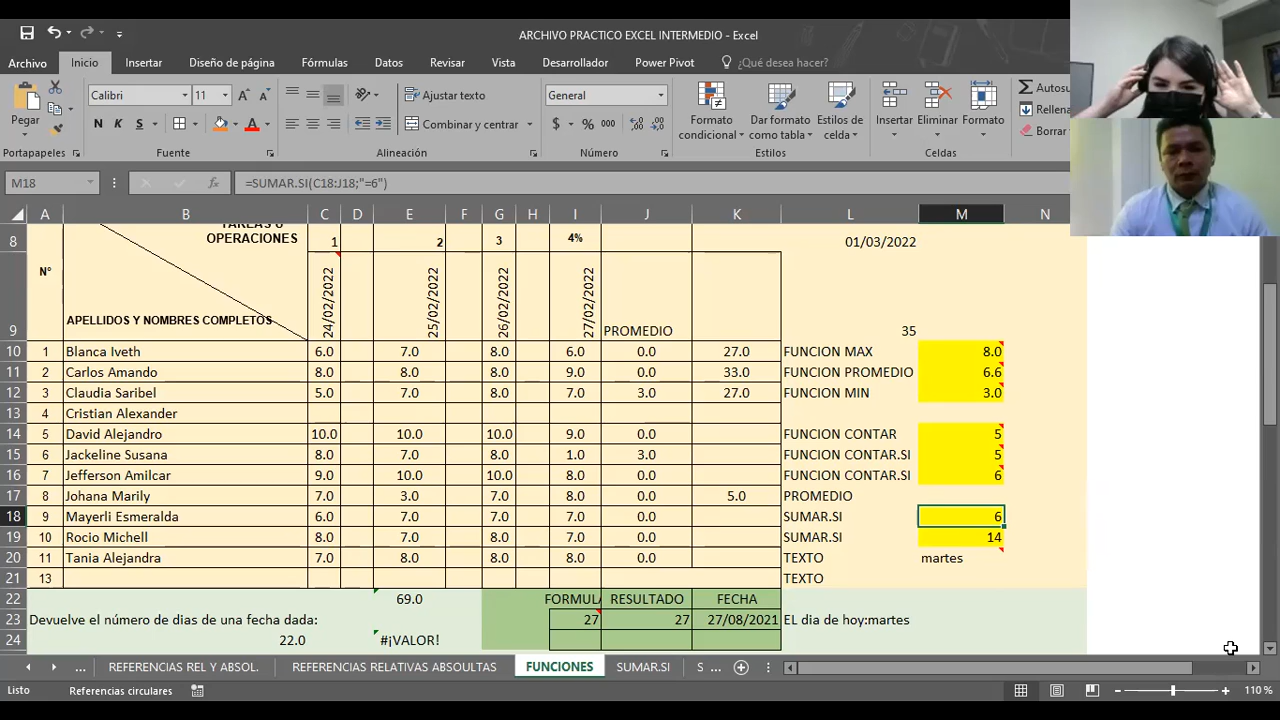 ARCHIVO PRACTICO EXCEL INTERMEDIO - Excel
Archivo Inicio Insertar Diseño de página Fórmulas Datos Revisar Vista Desarrollador Power Pivot ¿Qué desea hacer?
Pegar
Calibri 11
N K S
Ajustar texto
Combinar y centrar
General
$ % 000
Formato condicional
Dar formato como tabla
Estilos de celda
Insertar Eliminar Formato
Autosu
Rellena
Borrar
Portapapeles Fuente Alineación Número Estilos Celdas
M18 fx =SUMAR.SI(C18:J18;"=6")
A B C D E F G H I J K L M N
8 TAREAS U OPERACIONES 1 2 3 4% 01/03/2022
9 N° APELLIDOS Y NOMBRES COMPLETOS 24/02/2022 25/02/2022 26/02/2022 27/02/2022 PROMEDIO 35
10 1 Blanca Iveth 6.0 7.0 8.0 6.0 0.0 27.0 FUNCION MAX 8.0
11 2 Carlos Amando 8.0 8.0 8.0 9.0 0.0 33.0 FUNCION PROMEDIO 6.6
12 3 Claudia Saribel 5.0 7.0 8.0 7.0 3.0 27.0 FUNCION MIN 3.0
13 4 Cristian Alexander
14 5 David Alejandro 10.0 10.0 10.0 9.0 0.0 FUNCION CONTAR 5
15 6 Jackeline Susana 8.0 7.0 8.0 1.0 3.0 FUNCION CONTAR.SI 5
16 7 Jefferson Amilcar 9.0 10.0 10.0 8.0 0.0 FUNCION CONTAR.SI 6
17 8 Johana Marily 7.0 3.0 7.0 8.0 0.0 5.0 PROMEDIO
18 9 Mayerli Esmeralda 6.0 7.0 7.0 7.0 0.0 SUMAR.SI 6
19 10 Rocio Michell 8.0 7.0 8.0 7.0 0.0 SUMAR.SI 14
20 11 Tania Alejandra 7.0 8.0 8.0 8.0 0.0 TEXTO martes
21 13 TEXTO
22 69.0 FORMULA RESULTADO FECHA
23 Devuelve el número de dias de una fecha dada: 27 27 27/08/2021 EL dia de hoy:martes
24 22.0 #¡VALOR!
... REFERENCIAS REL Y ABSOL. REFERENCIAS RELATIVAS ABSOULTAS FUNCIONES SUMAR.SI S ...
Listo Referencias circulares 110 %